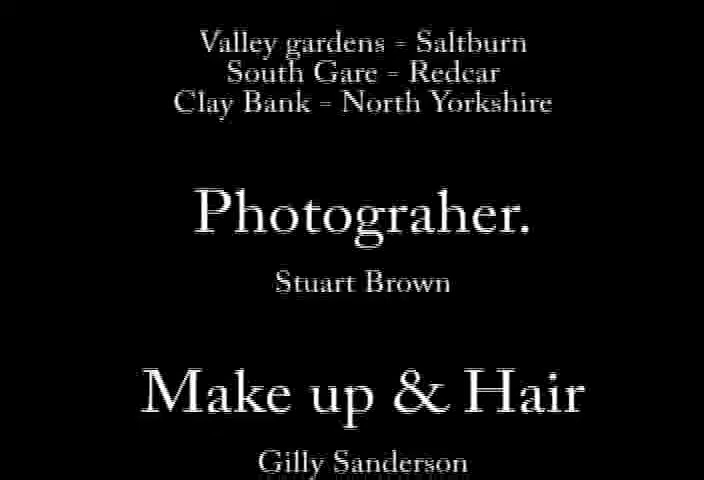 Valley gardens - Saltburn
South Gare - Redcar
Clay Bank - North Yorkshire
Photograher.
Stuart Brown
Make up & Hair
Gilly Sanderson